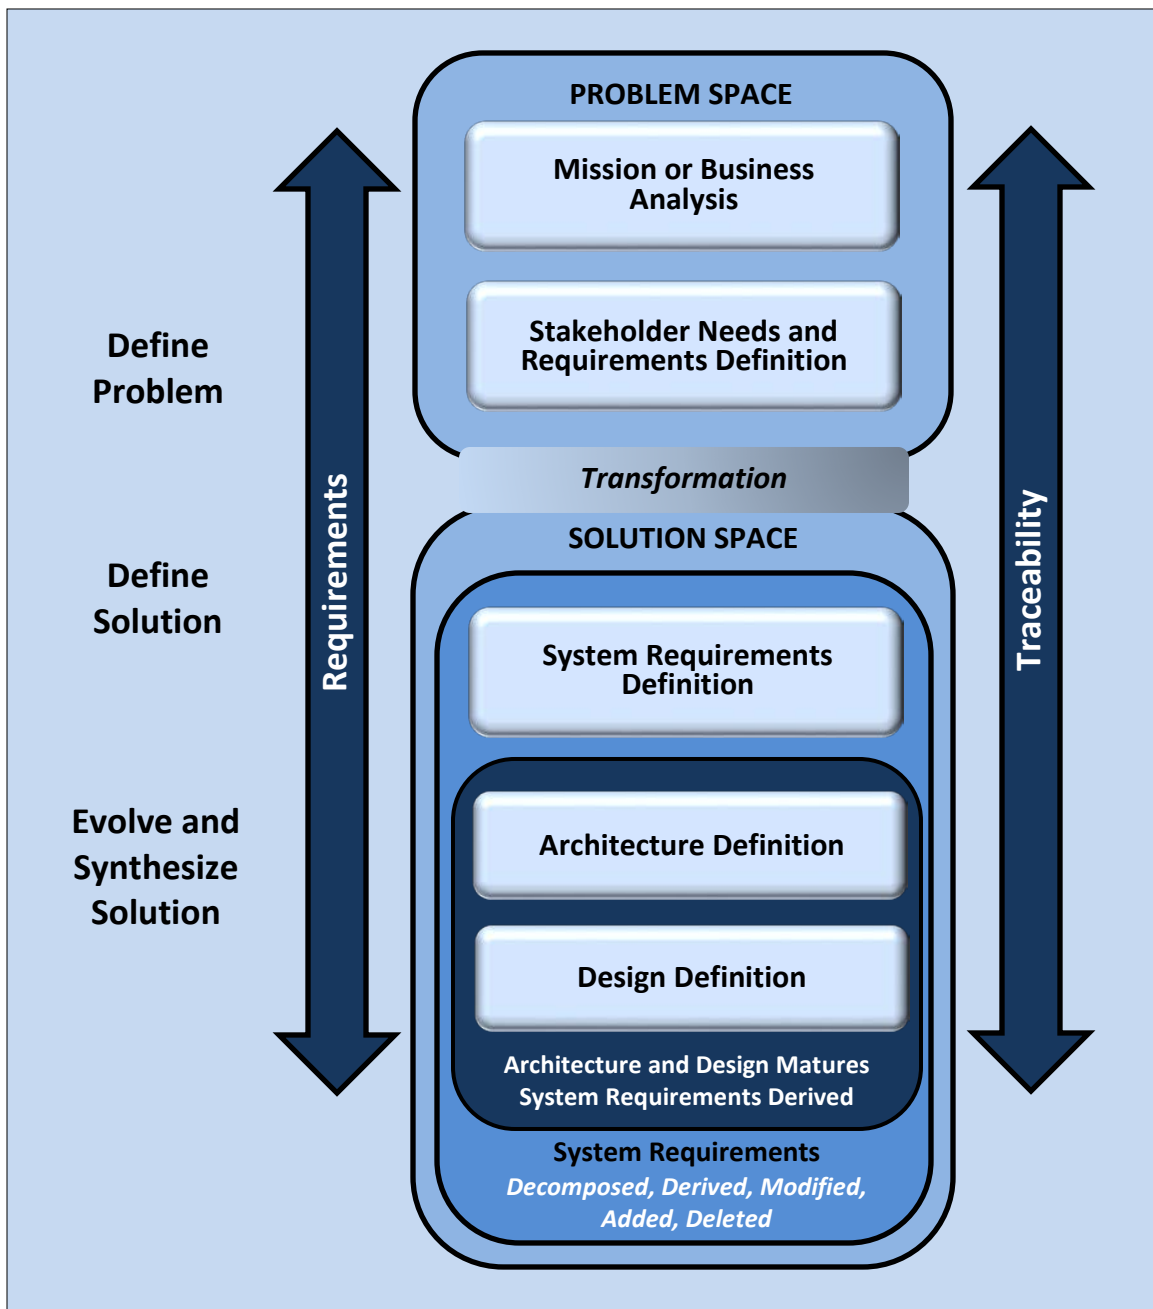 PROBLEM SPACE
Mission or Business
Analysis
Stakeholder Needs and
Requirements Definition
Define
Problem
Transformation
Requirements
Traceability
SOLUTION SPACE
Define
Solution
System Requirements
Definition
Evolve and
Synthesize
Solution
Architecture Definition
Design Definition
Architecture and Design Matures
System Requirements Derived
System Requirements
Decomposed, Derived, Modified,
Added, Deleted